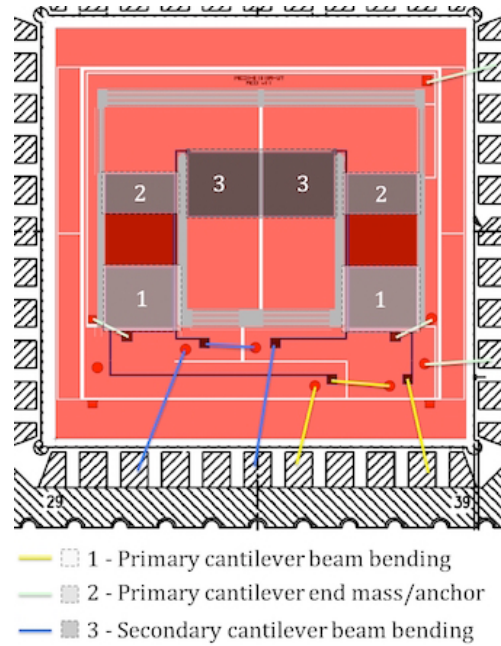 3 3
2 2
1 1
29 39
1 - Primary cantilever beam bending
2 - Primary cantilever end mass/anchor
3 - Secondary cantilever beam bending